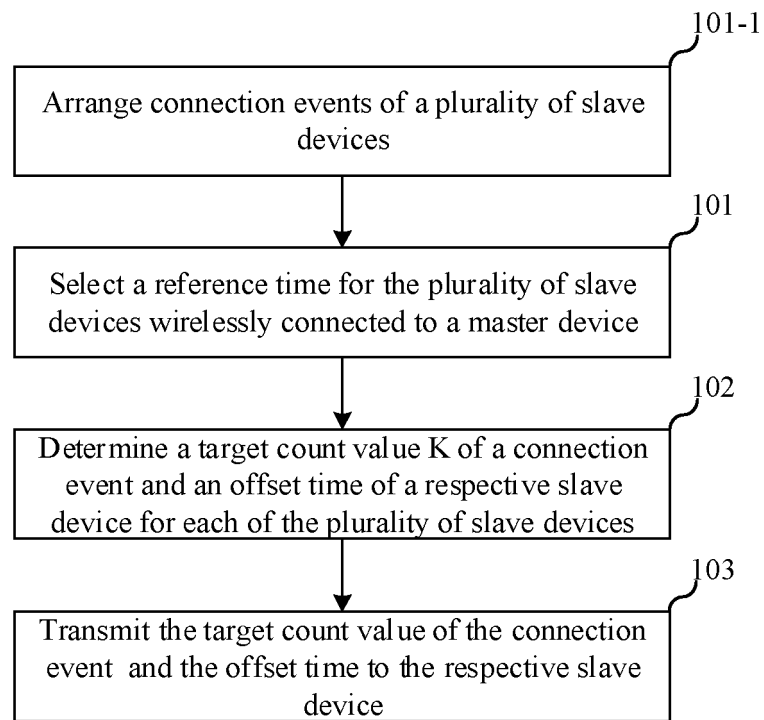 101-1
Arrange connection events of a plurality of slave
devices
101
Select a reference time for the plurality of slave
devices wirelessly connected to a master device
102
Determine a target count value K of a connection
event and an offset time of a respective slave
device for each of the plurality of slave devices
103
Transmit the target count value of the connection
event and the offset time to the respective slave
device